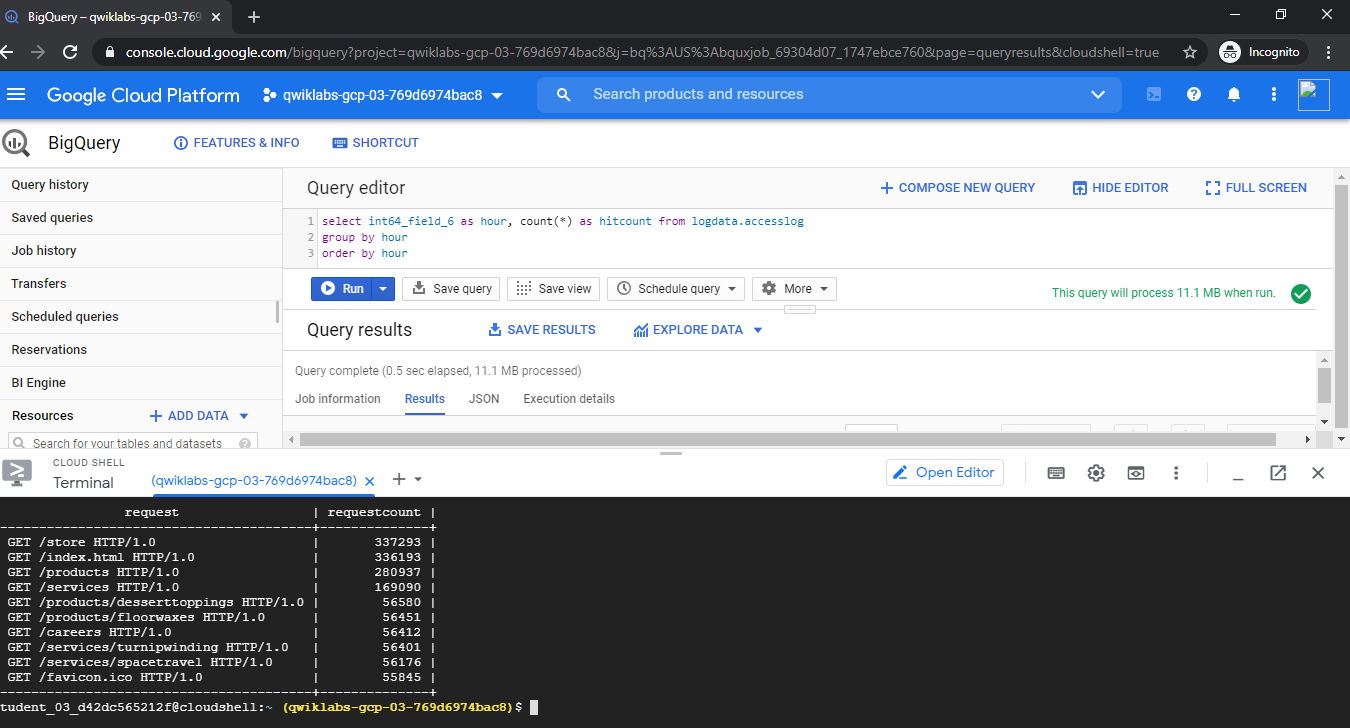 BigQuery – qwiklabs-gcp-03-769
console.cloud.google.com/bigquery?project=qwiklabs-gcp-03-769d6974bac8&j=bq%3AUS%3Abquxjob_69304d07_1747ebce760&page=queryresults&cloudshell=true
Incognito
Google Cloud Platform
qwiklabs-gcp-03-769d6974bac8
Search products and resources
BigQuery
FEATURES & INFO
SHORTCUT
Query history
Saved queries
Job history
Transfers
Scheduled queries
Reservations
BI Engine
Resources
ADD DATA
Search for your tables and datasets
Query editor
COMPOSE NEW QUERY
HIDE EDITOR
FULL SCREEN
1 select int64_field_6 as hour, count(*) as hitcount from logdata.accesslog
2 group by hour
3 order by hour
Run
Save query
Save view
Schedule query
More
This query will process 11.1 MB when run.
Query results
SAVE RESULTS
EXPLORE DATA
Query complete (0.5 sec elapsed, 11.1 MB processed)
Job information
Results
JSON
Execution details
CLOUD SHELL
Terminal
(qwiklabs-gcp-03-769d6974bac8)
Open Editor
request | requestcount |
----------------------------------------+--------------+
GET /store HTTP/1.0 | 337293 |
GET /index.html HTTP/1.0 | 336193 |
GET /products HTTP/1.0 | 280937 |
GET /services HTTP/1.0 | 169090 |
GET /products/desserttoppings HTTP/1.0 | 56580 |
GET /products/floorwaxes HTTP/1.0 | 56451 |
GET /careers HTTP/1.0 | 56412 |
GET /services/turnipwinding HTTP/1.0 | 56401 |
GET /services/spacetravel HTTP/1.0 | 56176 |
GET /favicon.ico HTTP/1.0 | 55845 |
----------------------------------------+--------------+
tudent_03_d42dc565212f@cloudshell:~ (qwiklabs-gcp-03-769d6974bac8)$